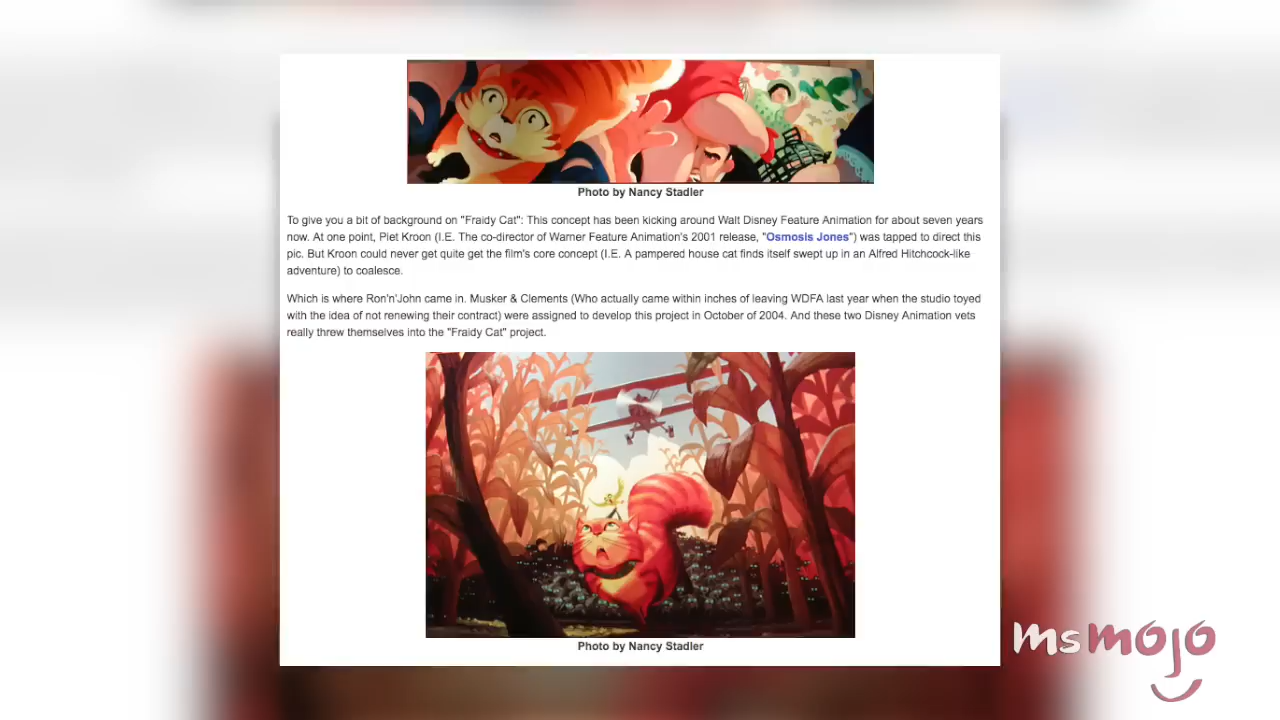 Photo by Nancy Stadler
To give you a bit of background on "Fraidy Cat": This concept has been kicking around Walt Disney Feature Animation for about seven years
now. At one point, Piet Kroon (I.E. The co-director of Warner Feature Animation's 2001 release, "Osmosis Jones") was tapped to direct this
pic. But Kroon could never get quite get the film's core concept (I.E. A pampered house cat finds itself swept up in an Alfred Hitchcock-like
adventure) to coalesce.
Which is where Ron'n'John came in. Musker & Clements (Who actually came within inches of leaving WDFA last year when the studio toyed
with the idea of not renewing their contract) were assigned to develop this project in October of 2004. And these two Disney Animation vets
really threw themselves into the "Fraidy Cat" project.
Photo by Nancy Stadler
msmojo